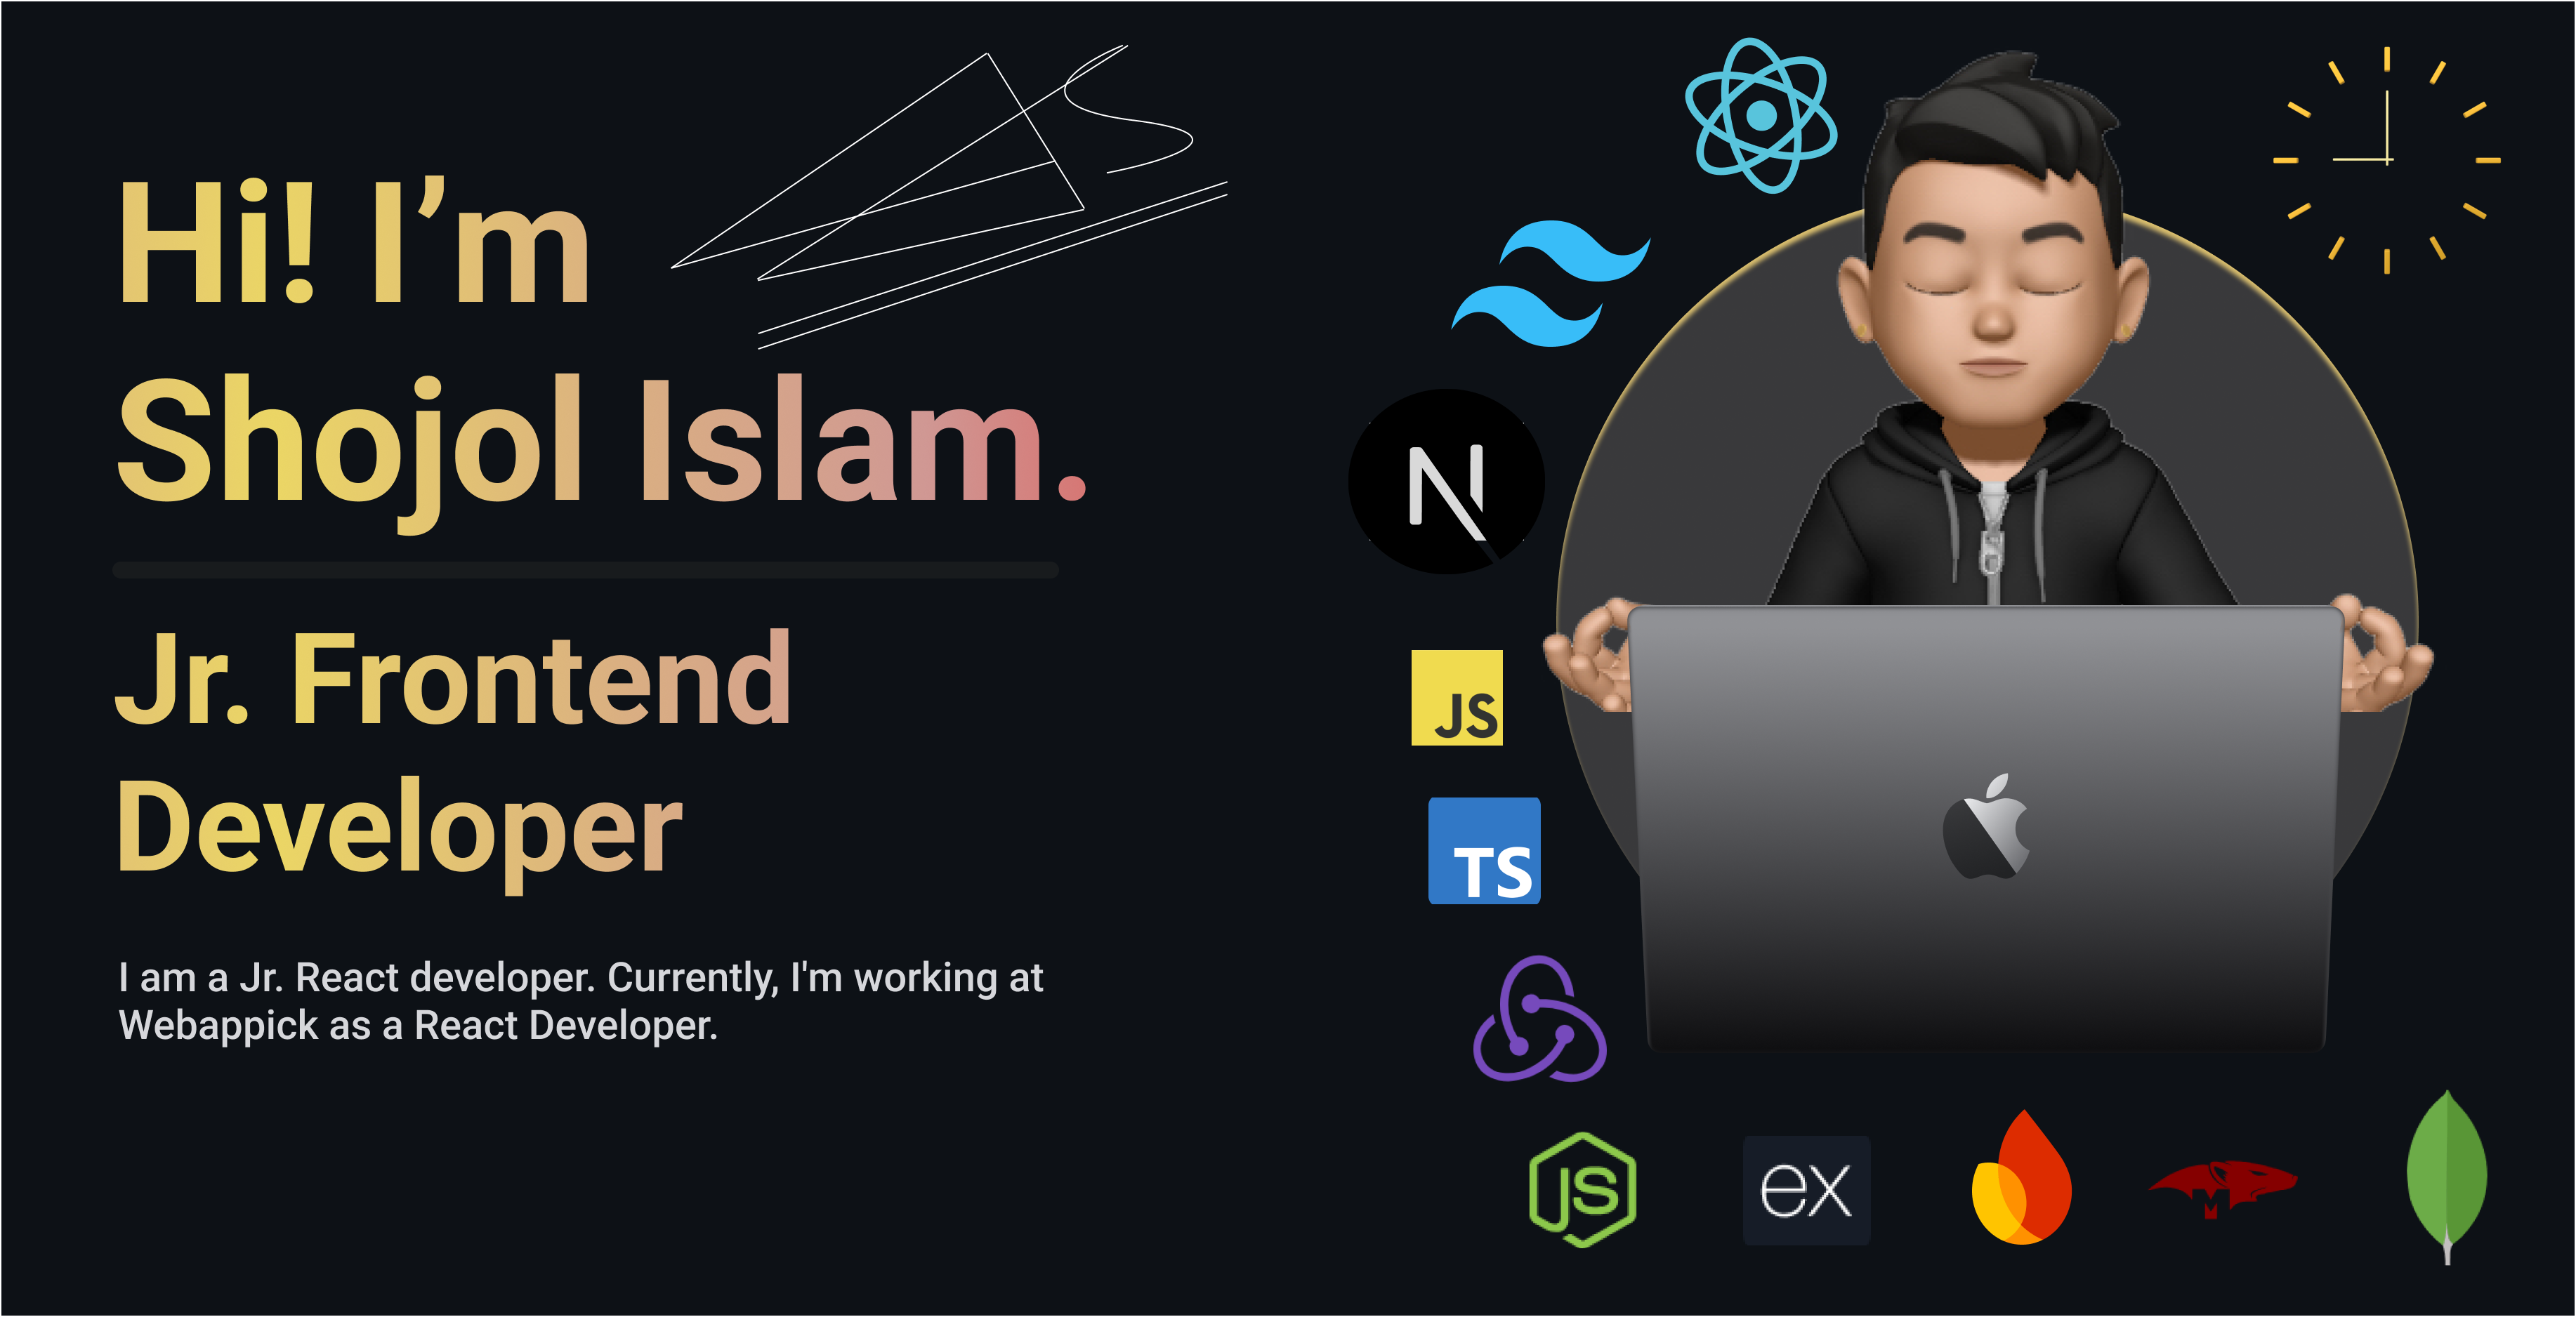 Hi! I’m
Shojol Islam.
Jr. Frontend
Developer
I am a Jr. React developer. Currently, I'm working at
Webappick as a React Developer.
N
JS
TS
JS
ex
M